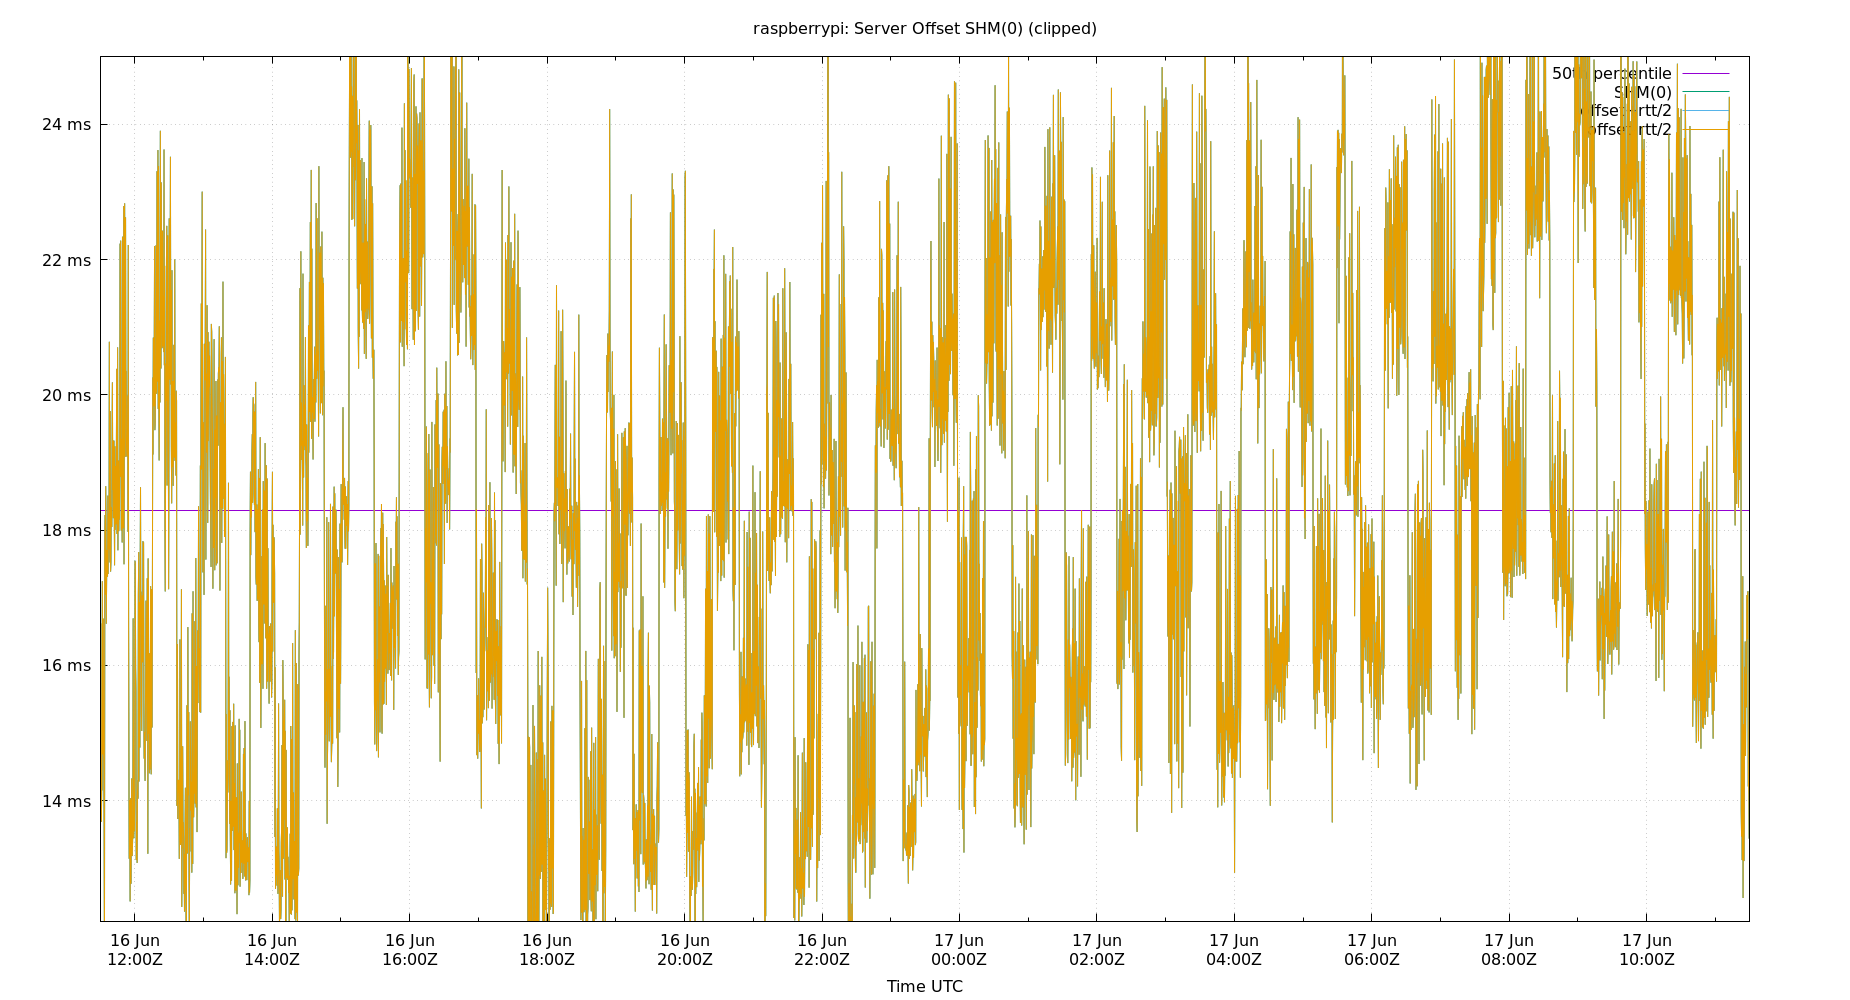 raspberrypi: Server Offset SHM(0) (clipped)
50th percentile
SHM(0)
offset-rtt/2
offset+rtt/2
24 ms
22 ms
20 ms
18 ms
16 ms
14 ms
16 Jun 16 Jun 16 Jun 16 Jun 16 Jun 16 Jun 17 Jun 17 Jun 17 Jun 17 Jun 17 Jun 17 Jun
12:00Z 14:00Z 16:00Z 18:00Z 20:00Z 22:00Z 00:00Z 02:00Z 04:00Z 06:00Z 08:00Z 10:00Z
Time UTC